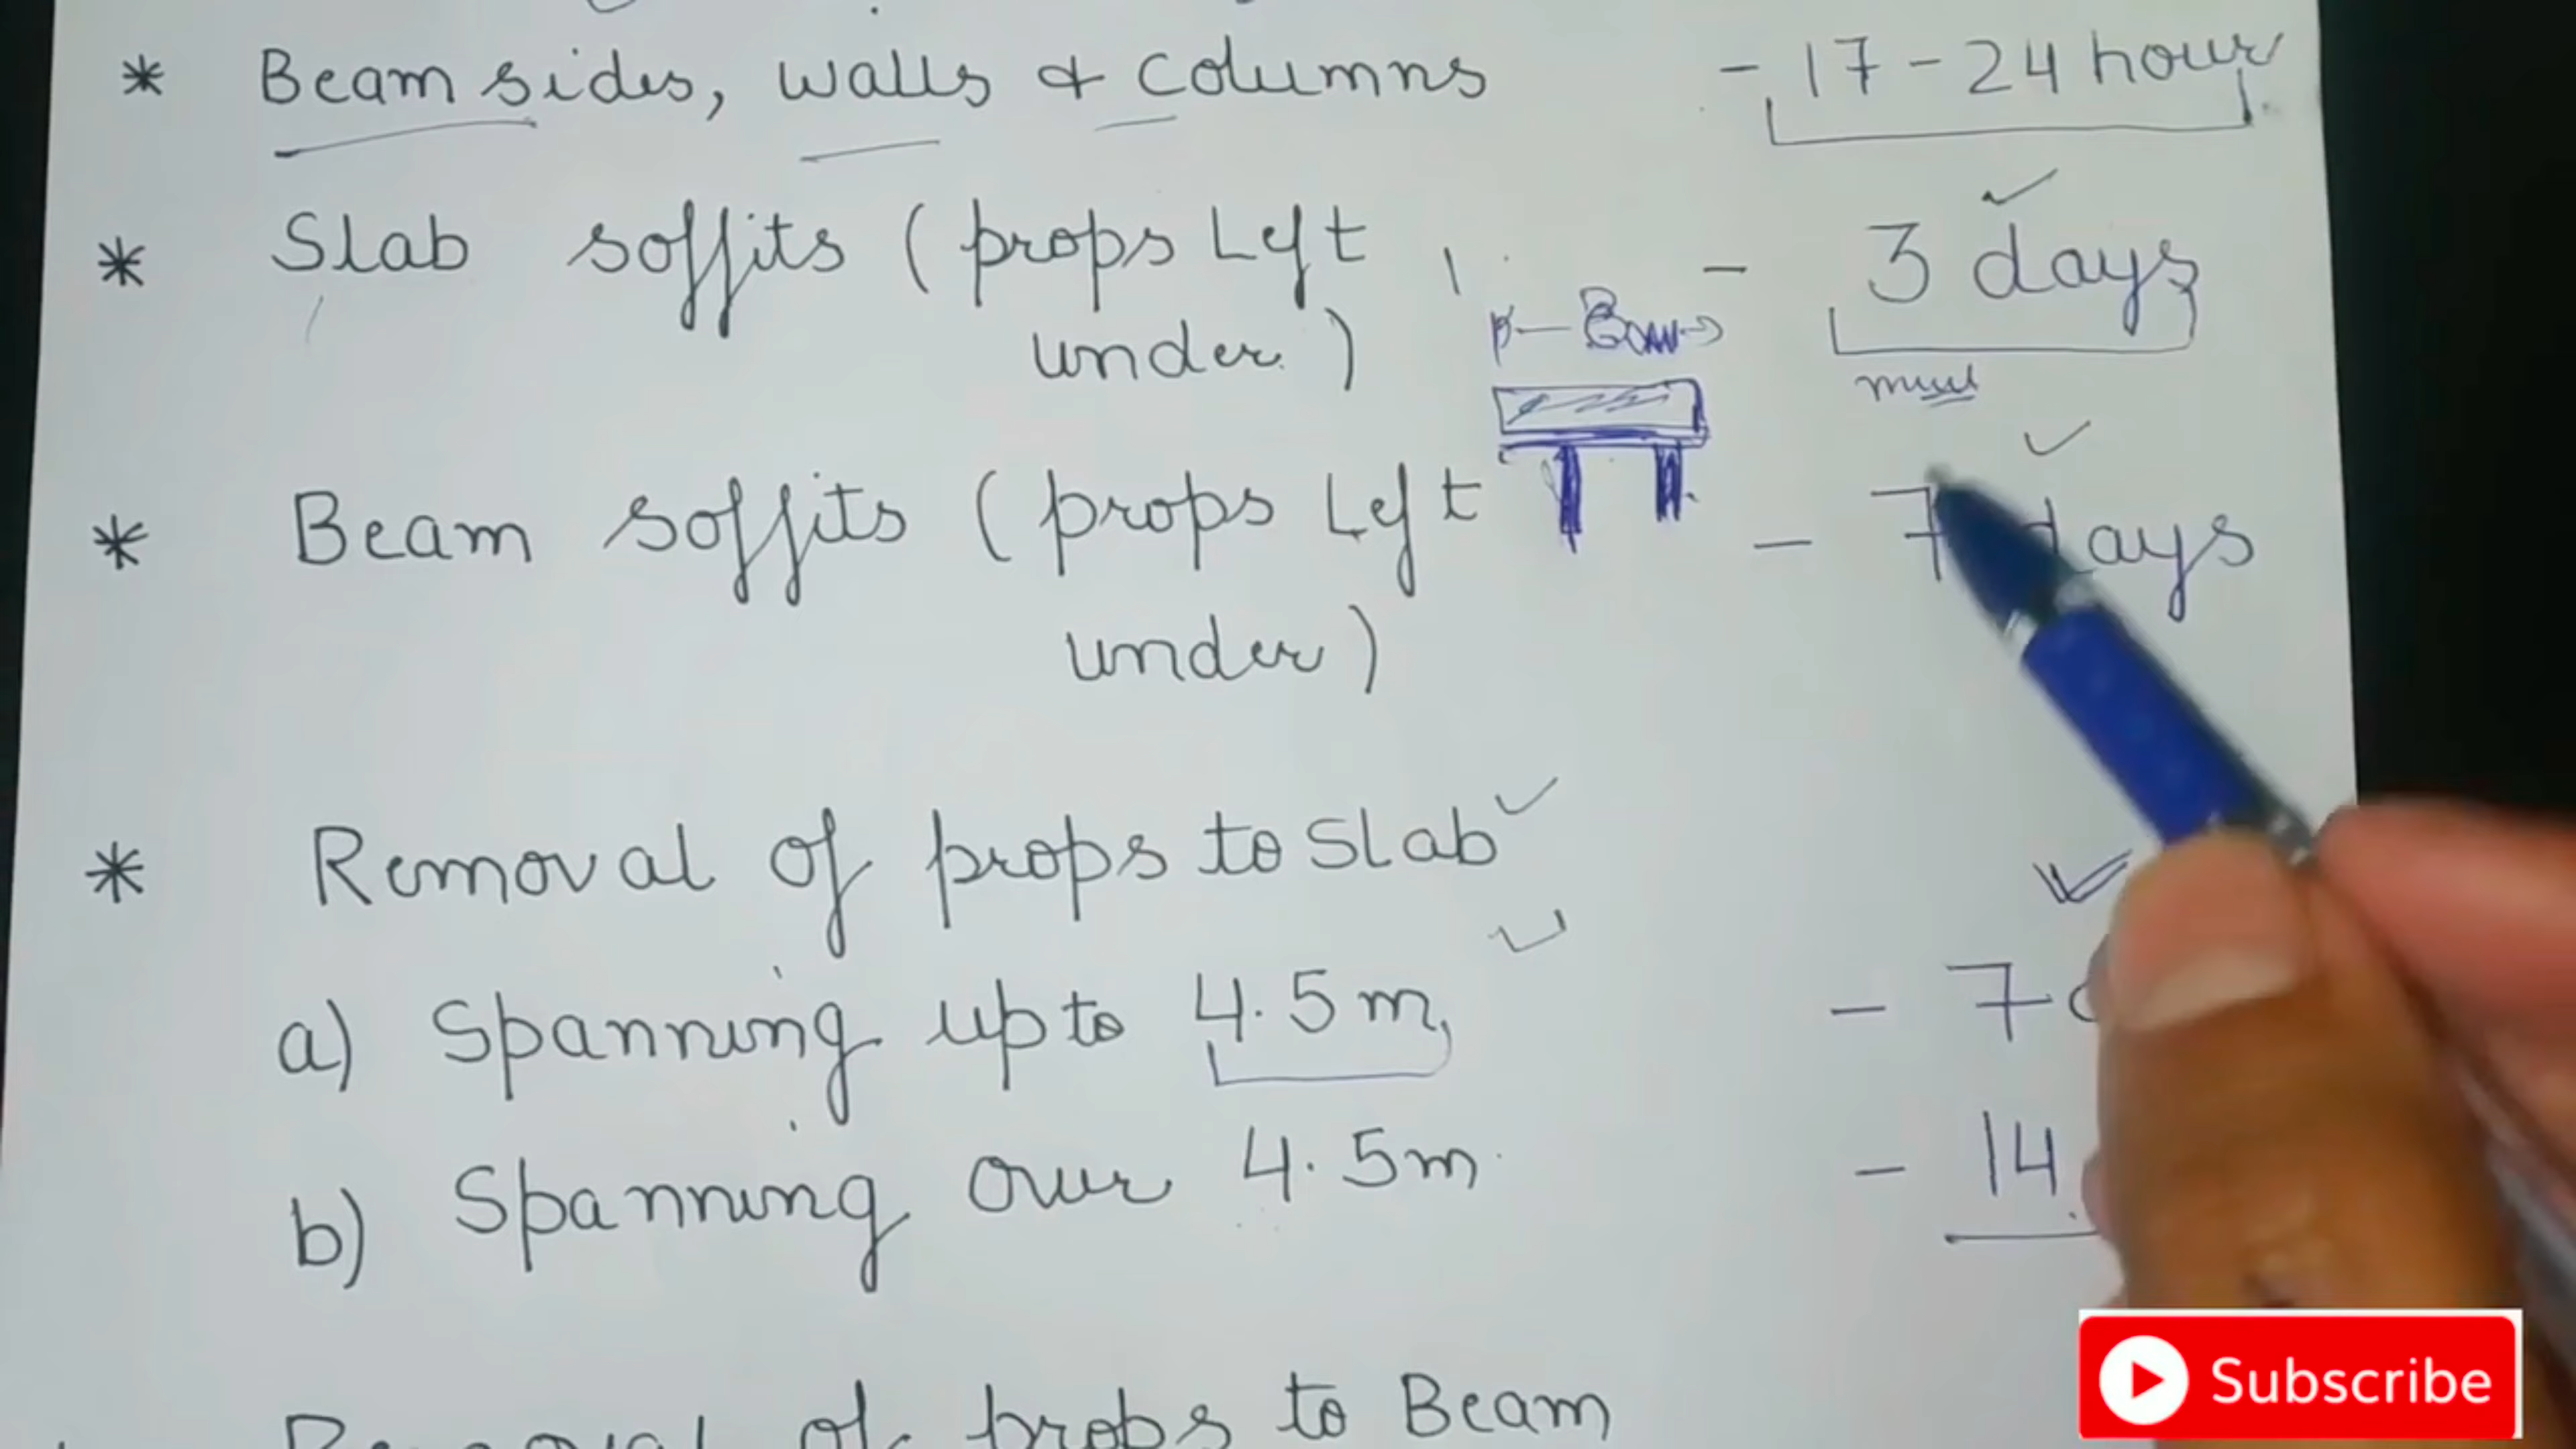 * Beam sides, walls & columns - 17-24 hour
* Slab soffits (props Left - 3 days
under)
* Beam soffits (props Left - 7 days
under)
* Removal of props to Slab
a) Spanning up to 4.5m - 7
b) Spanning over 4.5m - 14
Removal of props to Beam
Subscribe